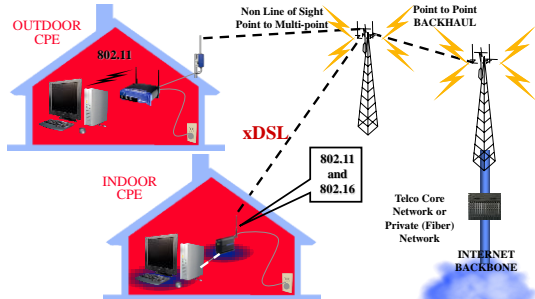 OUTDOOR
CPE
802.11
Non Line of Sight
Point to Multi-point
Point to Point
BACKHAUL
xDSL
802.11
and
802.16
INDOOR
CPE
Telco Core
Network or
Private (Fiber)
Network
INTERNET
BACKBONE